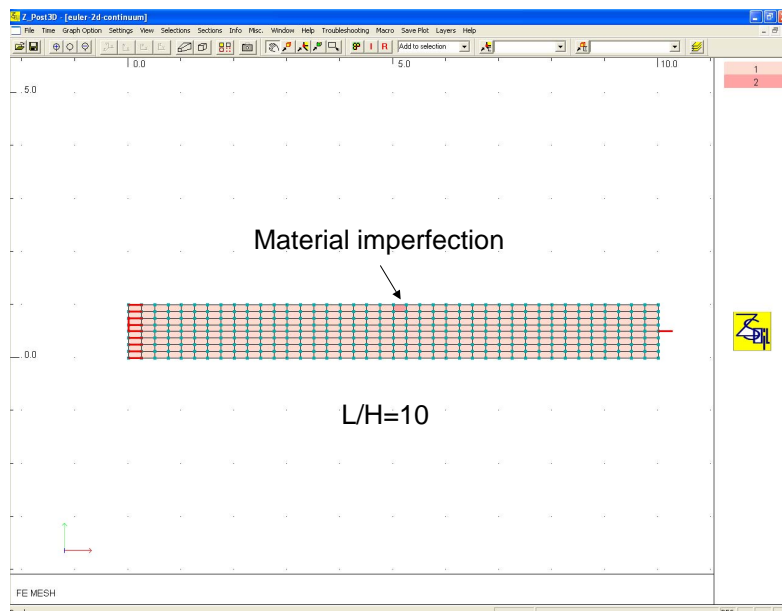 Z_Post3D - [euler-2d-continuum]
File Time Graph Option Settings View Selections Sections Info Misc. Window Help Troubleshooting Macro Save Plot Layers Help
I R Add to selection
0.0 5.0 10.0
5.0
1
2
Material imperfection
0.0
L/H=10
FE MESH